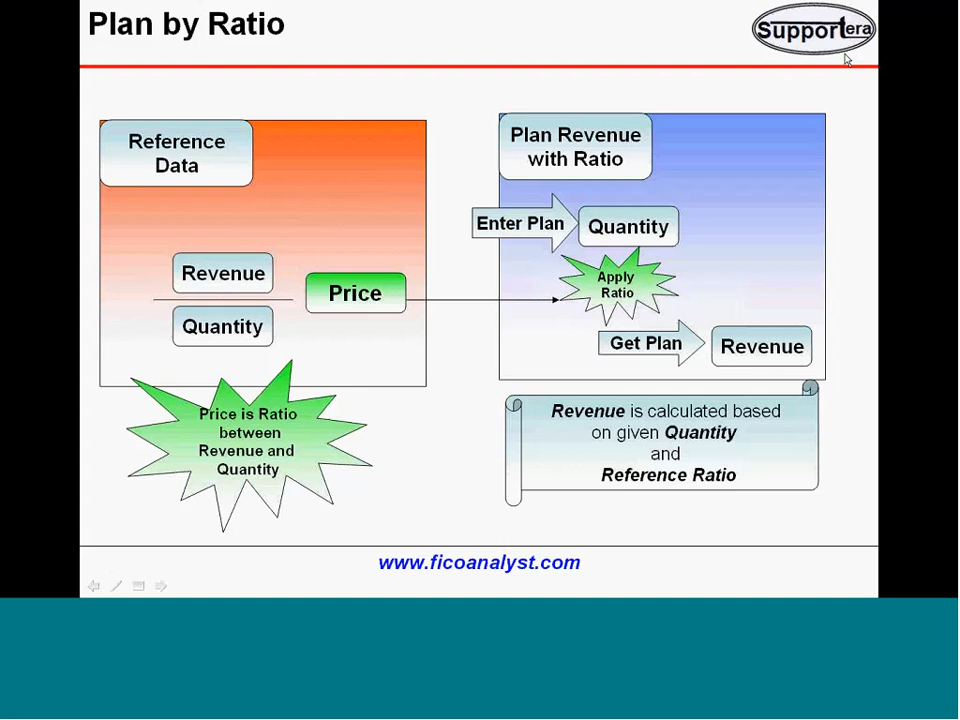 Plan by Ratio
Supportera
Reference
Data
Revenue
Quantity
Price
Price is Ratio
between
Revenue and
Quantity
Plan Revenue
with Ratio
Enter Plan
Quantity
Apply
Ratio
Get Plan
Revenue
Revenue is calculated based
on given Quantity
and
Reference Ratio
www.ficoanalyst.com